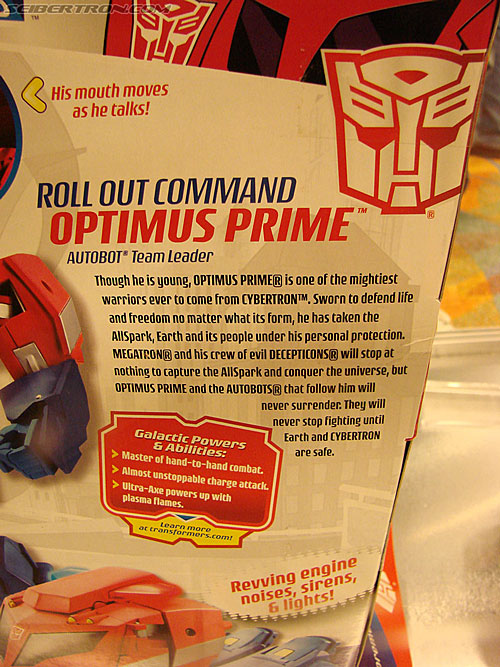 SEIBERTRON.COM
TM
His mouth moves
as he talks!
ROLL OUT COMMAND
OPTIMUS PRIME™
®
AUTOBOT® Team Leader
Though he is young, OPTIMUS PRIME® is one of the mightiest
warriors ever to come from CYBERTRON™. Sworn to defend life
and freedom no matter what its form, he has taken the
AllSpark, Earth and its people under his personal protection.
MEGATRON® and his crew of evil DECEPTICONS® will stop at
nothing to capture the AllSpark and conquer the universe, but
OPTIMUS PRIME and the AUTOBOTS® that follow him will
never surrender. They will
never stop fighting until
Earth and CYBERTRON
are safe.
Galactic Powers
& Abilities:
Master of hand-to-hand combat.
Almost unstoppable charge attack.
Ultra-Axe powers up with
plasma flames.
Learn more
at transformers.com!
Revving engine
noises, sirens,
& lights!
SEIBERTRON.COM